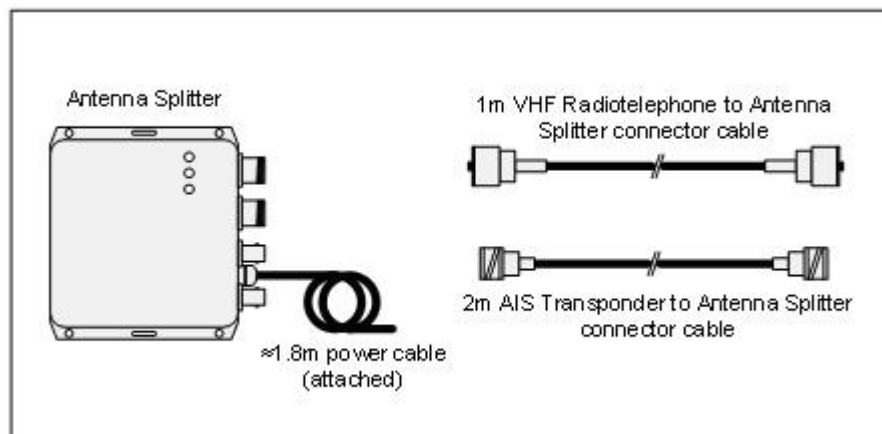 Antenna Splitter
1m VHF Radiotelephone to Antenna
Splitter connector cable
2m AIS Transponder to Antenna Splitter
connector cable
≈1.8m power cable
(attached)